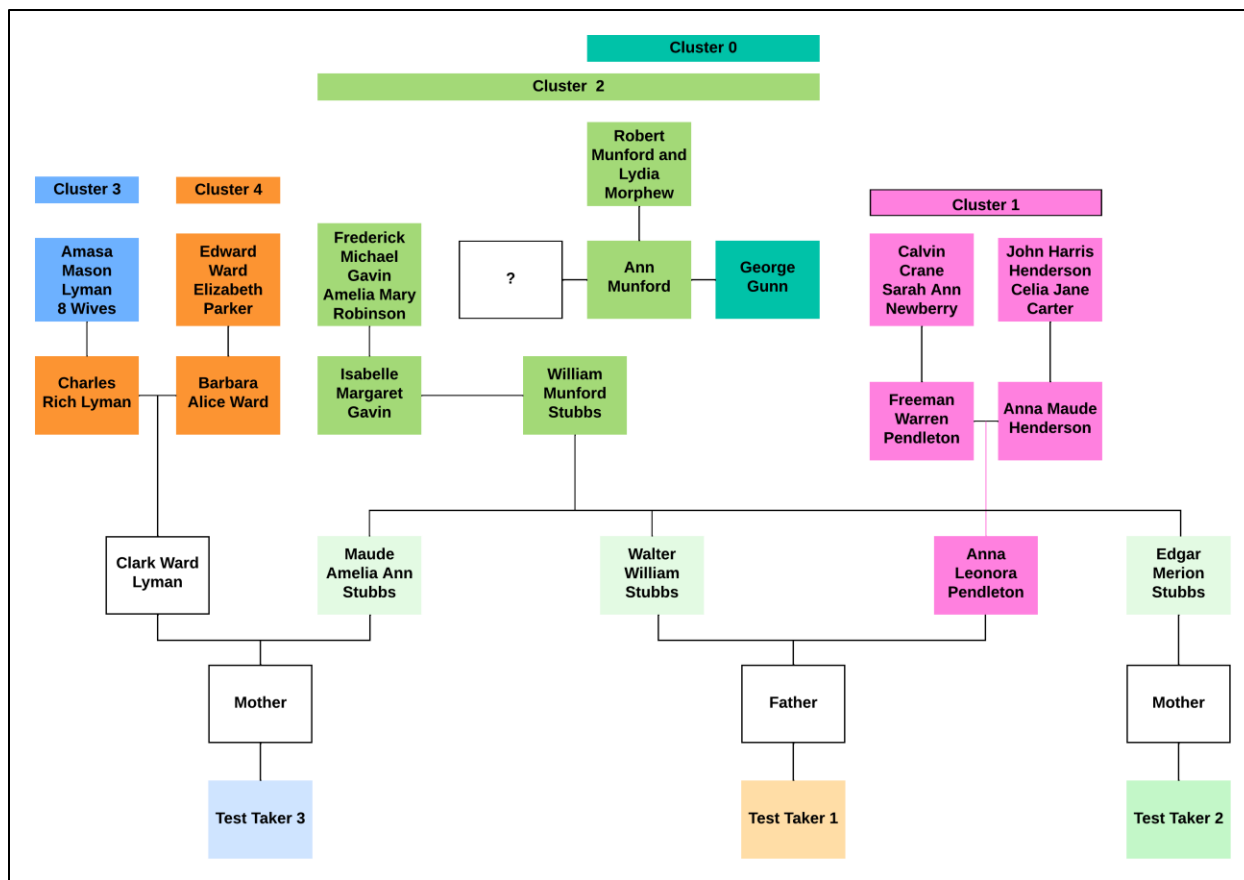 Cluster 0
Cluster 2
Robert
Munford and
Lydia
Morphew
Cluster 3
Cluster 4
Cluster 1
Amasa
Mason
Lyman
8 Wives
Edward
Ward
Elizabeth
Parker
Frederick
Michael
Gavin
Amelia Mary
Robinson
?
Ann
Munford
George
Gunn
Calvin
Crane
Sarah Ann
Newberry
John Harris
Henderson
Celia Jane
Carter
Charles
Rich Lyman
Barbara
Alice Ward
Isabelle
Margaret
Gavin
William
Munford
Stubbs
Freeman
Warren
Pendleton
Anna Maude
Henderson
Clark Ward
Lyman
Maude
Amelia Ann
Stubbs
Walter
William
Stubbs
Anna
Leonora
Pendleton
Edgar
Merion
Stubbs
Mother
Father
Mother
Test Taker 3
Test Taker 1
Test Taker 2